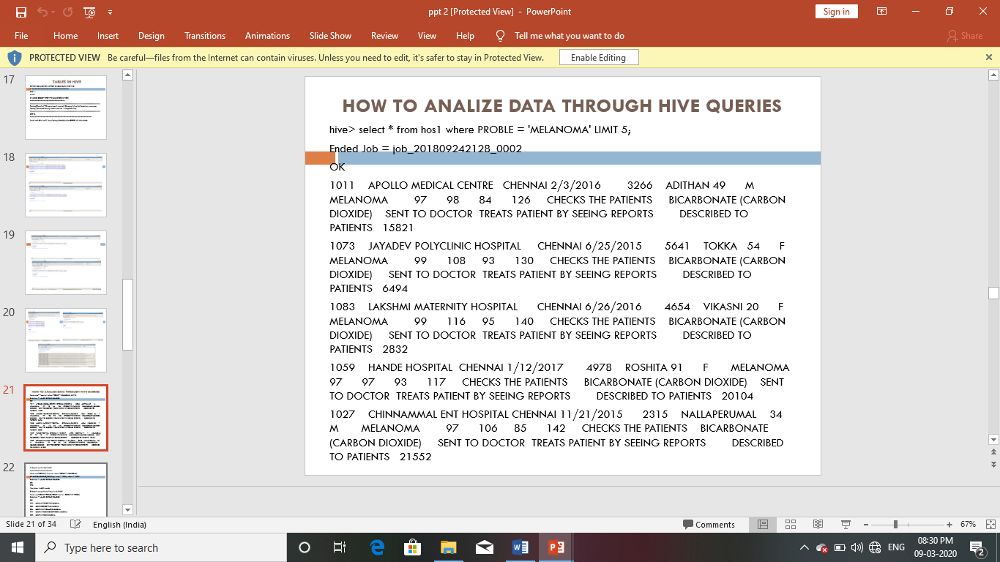 ppt 2 [Protected View] - PowerPoint
Sign in
File Home Insert Design Transitions Animations Slide Show Review View Help Tell me what you want to do Share
PROTECTED VIEW Be careful—files from the Internet can contain viruses. Unless you need to edit, it's safer to stay in Protected View. Enable Editing
17
TABLES IN HIVE
18
19
20
21
22
HOW TO ANALIZE DATA THROUGH HIVE QUERIES
hive> select * from hos1 where PROBLE = 'MELANOMA' LIMIT 5;
Ended Job = job_201809242128_0002
OK
1011 APOLLO MEDICAL CENTRE CHENNAI 2/3/2016 3266 ADITHAN 49 M
MELANOMA 97 98 84 126 CHECKS THE PATIENTS BICARBONATE (CARBON
DIOXIDE) SENT TO DOCTOR TREATS PATIENT BY SEEING REPORTS DESCRIBED TO
PATIENTS 15821
1073 JAYADEV POLYCLINIC HOSPITAL CHENNAI 6/25/2015 5641 TOKKA 54 F
MELANOMA 99 108 93 130 CHECKS THE PATIENTS BICARBONATE (CARBON
DIOXIDE) SENT TO DOCTOR TREATS PATIENT BY SEEING REPORTS DESCRIBED TO
PATIENTS 6494
1083 LAKSHMI MATERNITY HOSPITAL CHENNAI 6/26/2016 4654 VIKASNI 20 F
MELANOMA 99 116 95 140 CHECKS THE PATIENTS BICARBONATE (CARBON
DIOXIDE) SENT TO DOCTOR TREATS PATIENT BY SEEING REPORTS DESCRIBED TO
PATIENTS 2832
1059 HANDE HOSPITAL CHENNAI 1/12/2017 4978 ROSHITA 91 F MELANOMA
97 97 93 117 CHECKS THE PATIENTS BICARBONATE (CARBON DIOXIDE) SENT
TO DOCTOR TREATS PATIENT BY SEEING REPORTS DESCRIBED TO PATIENTS 20104
1027 CHINNAMMAL ENT HOSPITAL CHENNAI 11/21/2015 2315 NALLAPERUMAL 34
M MELANOMA 97 106 85 142 CHECKS THE PATIENTS BICARBONATE
(CARBON DIOXIDE) SENT TO DOCTOR TREATS PATIENT BY SEEING REPORTS DESCRIBED
TO PATIENTS 21552
Slide 21 of 34 English (India) Comments 67%
Type here to search
ENG
08:30 PM
09-03-2020
2